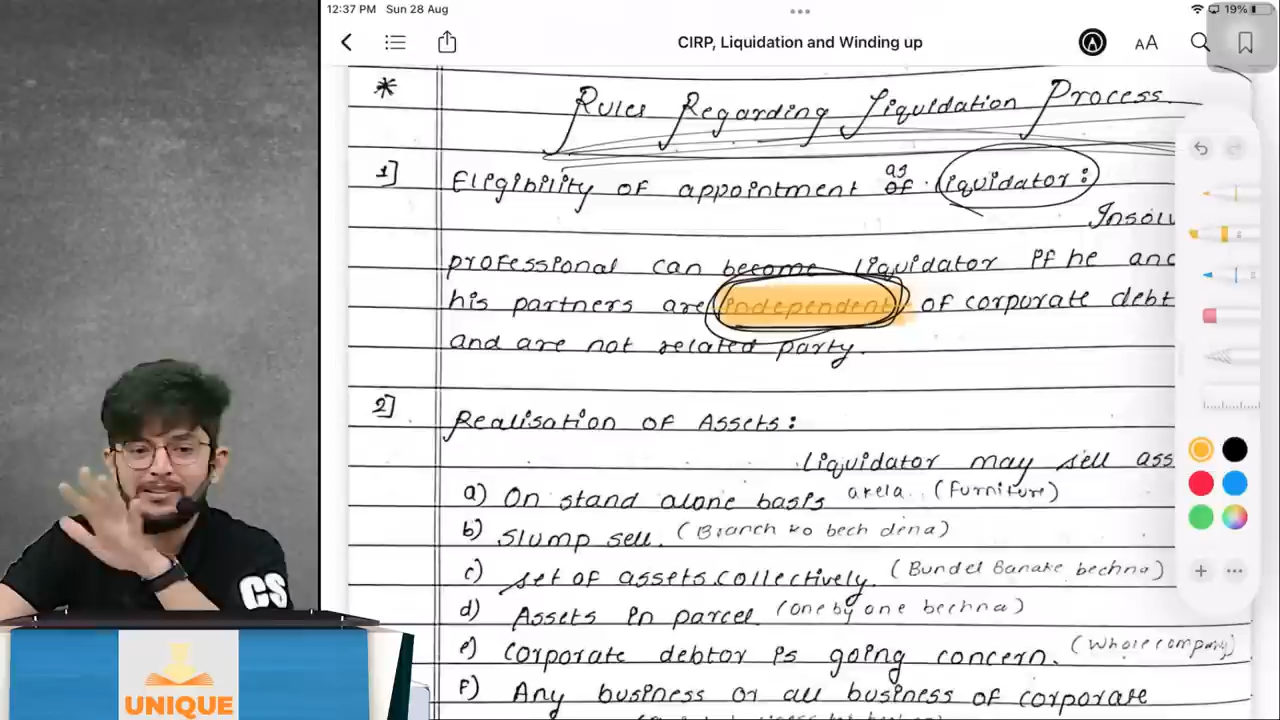 12:37 PM Sun 28 Aug
19%
CIRP, Liquidation and Winding up
AA
* Rules Regarding Liquidation Process
1] Eligibility of appointment as of liquidator:
Insolv
professional can become liquidator if he and
his partners are independent of corporate debt
and are not related party.
2] Realisation of Assets:
liquidator may sell ass
a) On stand alone basis akela (furniture)
b) Slump sell. (Branch ko bech dena)
c) set of assets collectively. (Bundel Banake bechna)
d) Assets in parcel (one by one bechna)
e) corporate debtor is going concern. (whole company)
F) Any business or all business of corporate
CS
UNIQUE